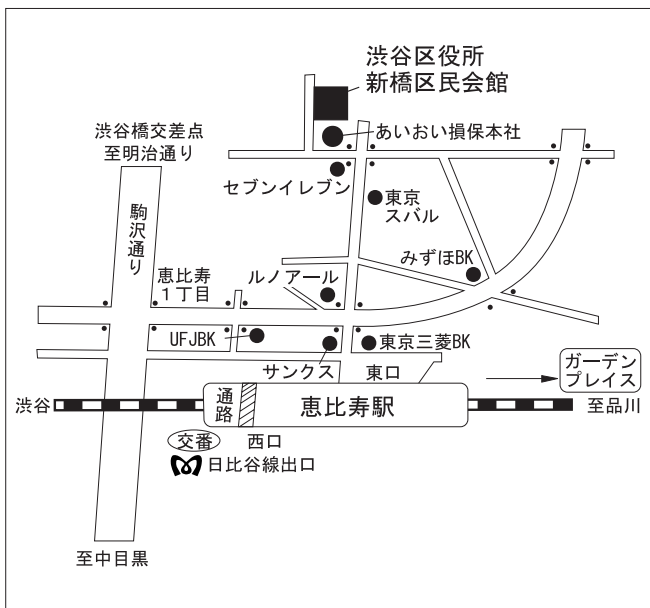 渋谷区役所
新橋区民会館
あいおい損保本社
渋谷橋交差点
至明治通り
セブンイレブン
東京
スバル
駒沢通り
みずほBK
恵比寿
1丁目
ルノアール
UFJBK
東京三菱BK
サンクス
東口
ガーデン
プレイス
渋谷
通路
恵比寿駅
至品川
交番
西口
日比谷線出口
至中目黒